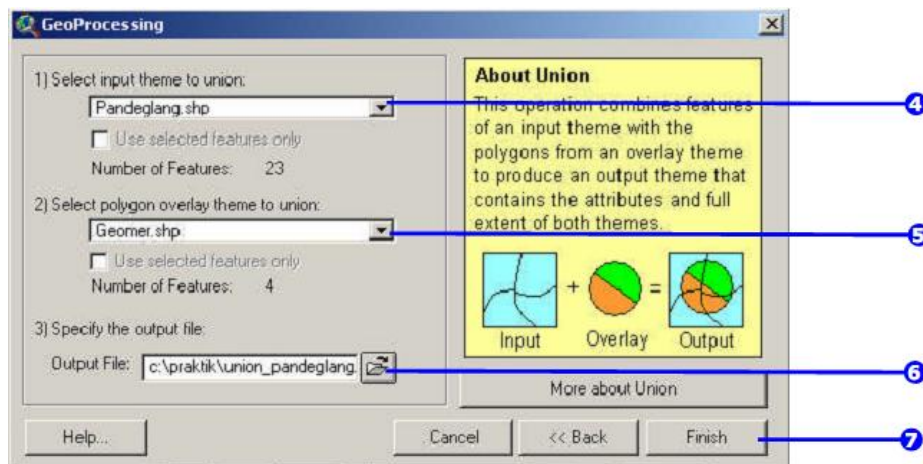 GeoProcessing
1) Select input theme to union:
Pandeglang.shp
Use selected features only
Number of Features: 23
2) Select polygon overlay theme to union:
Geomer.shp
Use selected features only
Number of Features: 4
3) Specify the output file:
Output File: c:\praktik\union_pandeglang.
About Union
This operation combines features
of an input theme with the
polygons from an overlay theme
to produce an output theme that
contains the attributes and full
extent of both themes.
+ =
Input Overlay Output
More about Union
Help... Cancel << Back Finish
4
5
6
7